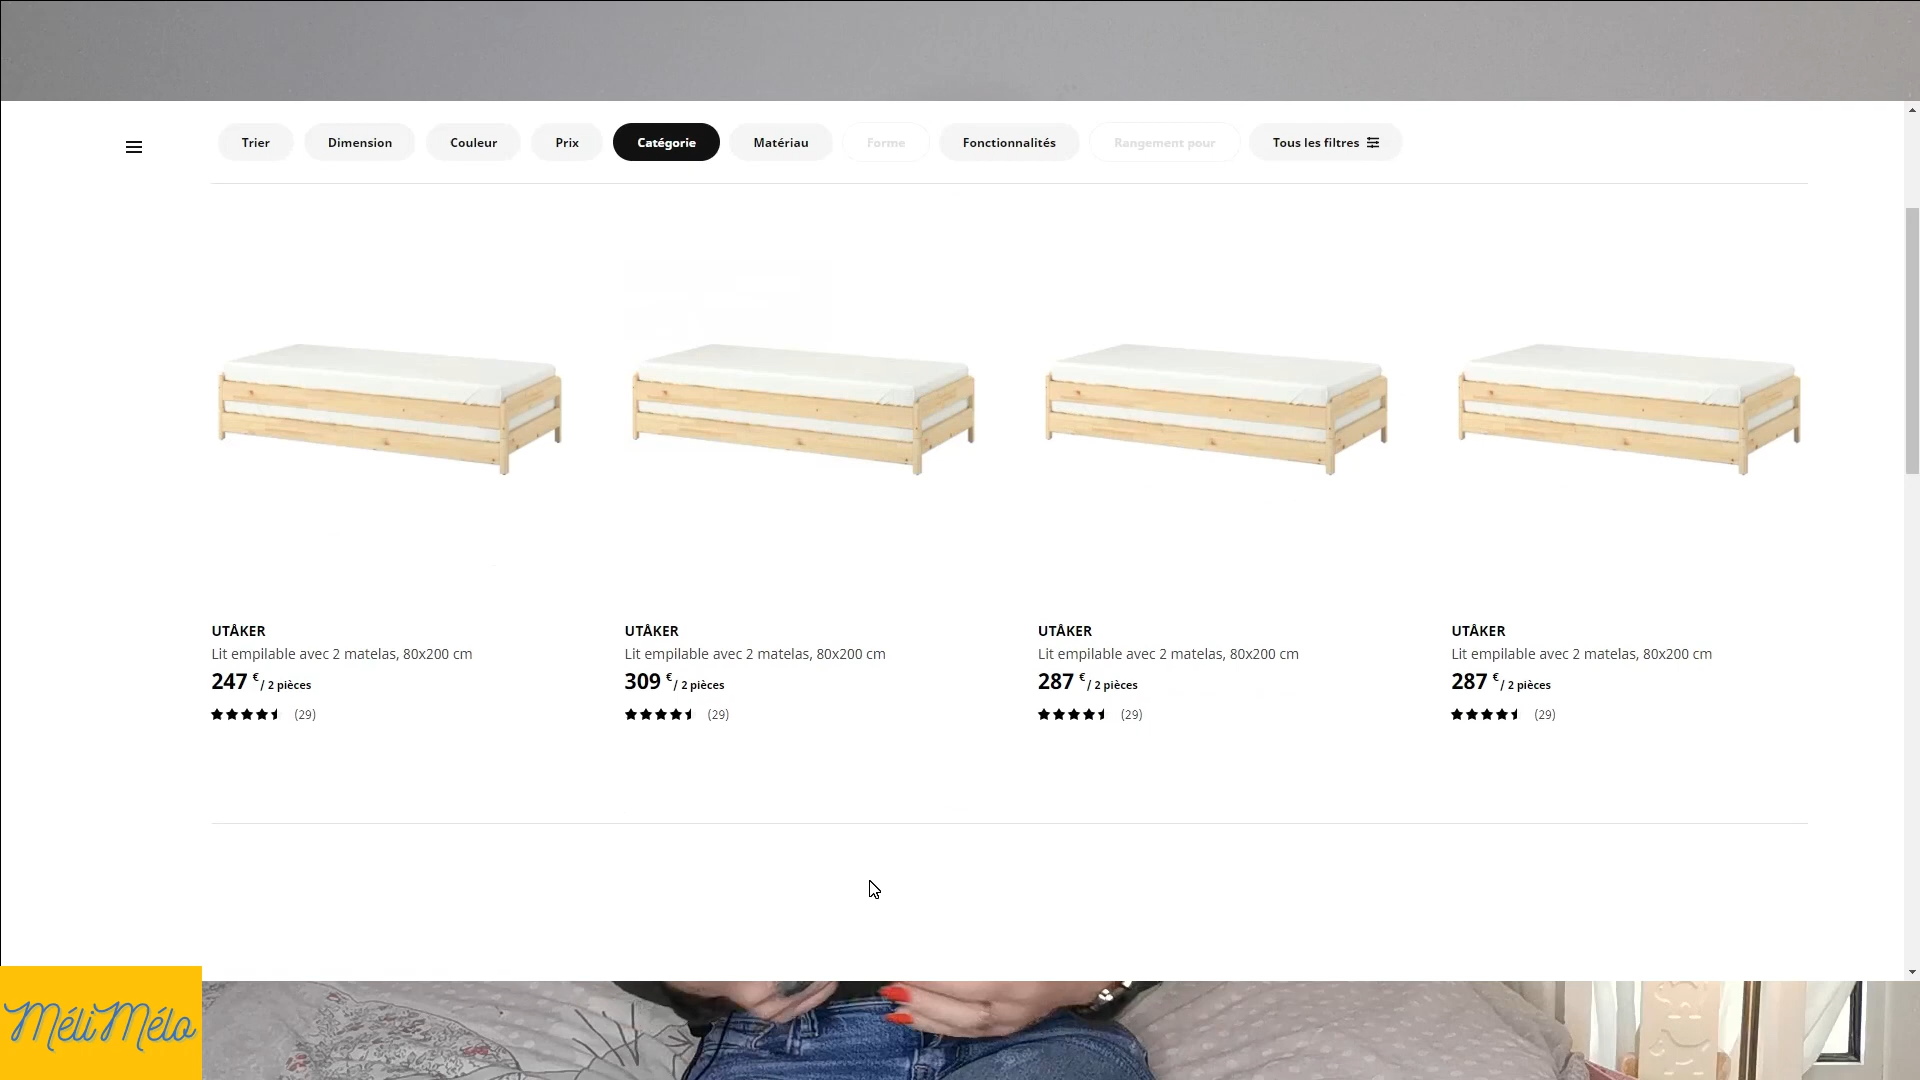 Trier Dimension Couleur Prix Catégorie Matériau Forme Fonctionnalités Rangement pour Tous les filtres
UTÅKER
Lit empilable avec 2 matelas, 80x200 cm
247 € / 2 pièces
(29)
UTÅKER
Lit empilable avec 2 matelas, 80x200 cm
309 € / 2 pièces
(29)
UTÅKER
Lit empilable avec 2 matelas, 80x200 cm
287 € / 2 pièces
(29)
UTÅKER
Lit empilable avec 2 matelas, 80x200 cm
287 € / 2 pièces
(29)
Méli Mélo